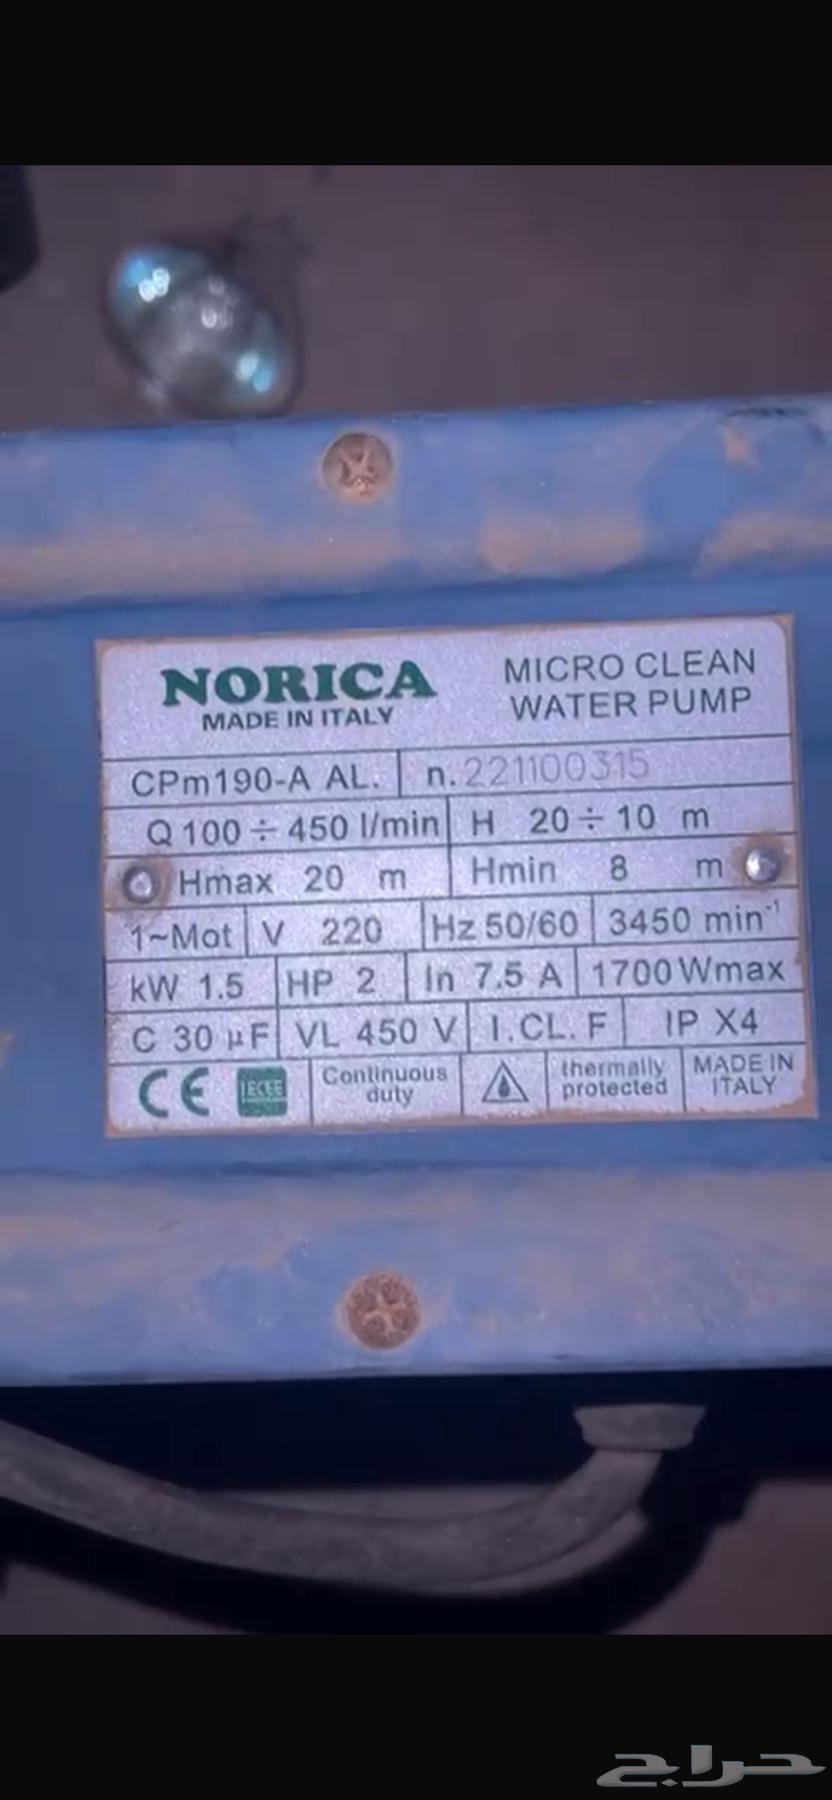 NORICA
MADE IN ITALY
MICRO CLEAN
WATER PUMP
CPm190-A AL. n.221100315
Q 100 ÷ 450 l/min H 20 ÷ 10 m
Hmax 20 m Hmin 8 m
1~Mot V 220 Hz 50/60 3450 min⁻¹
kW 1.5 HP 2 In 7.5 A 1700 Wmax
C 30 µF VL 450 V I.CL. F IP X4
CE IECEE Continuous duty thermally protected MADE IN ITALY
حراج